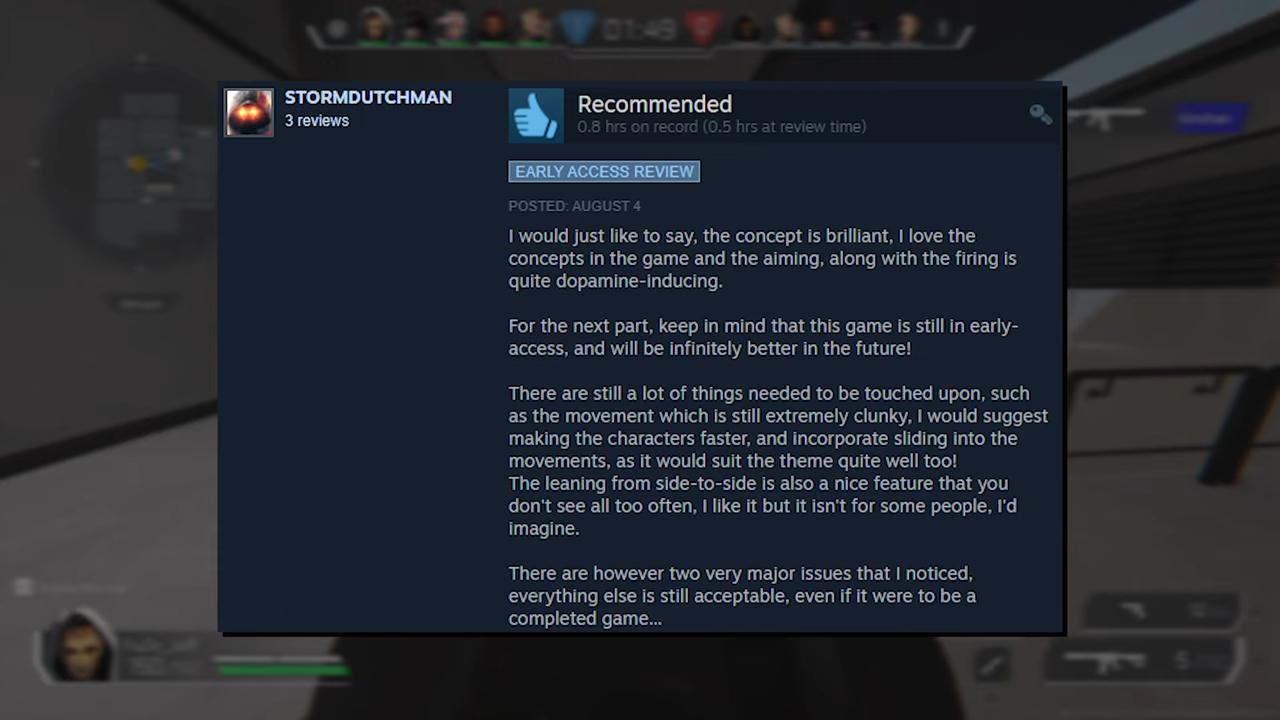 01:49
STORMDUTCHMAN
3 reviews
Recommended
0.8 hrs on record (0.5 hrs at review time)
EARLY ACCESS REVIEW
POSTED: AUGUST 4
I would just like to say, the concept is brilliant, I love the
concepts in the game and the aiming, along with the firing is
quite dopamine-inducing.
For the next part, keep in mind that this game is still in early-
access, and will be infinitely better in the future!
There are still a lot of things needed to be touched upon, such
as the movement which is still extremely clunky, I would suggest
making the characters faster, and incorporate sliding into the
movements, as it would suit the theme quite well too!
The leaning from side-to-side is also a nice feature that you
don't see all too often, I like it but it isn't for some people, I'd
imagine.
There are however two very major issues that I noticed,
everything else is still acceptable, even if it were to be a
completed game...
5